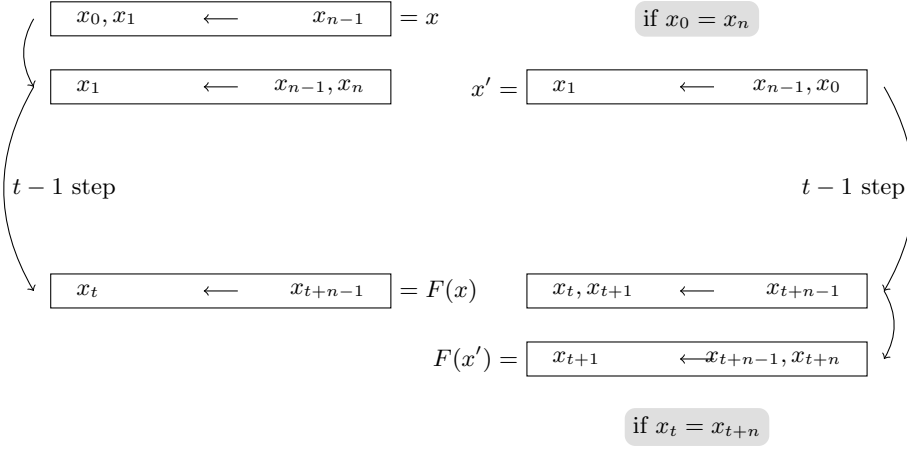 x_0, x_1 ⟵ x_{n−1} = x if x_0 = x_n
x_1 ⟵ x_{n−1}, x_n x′ = x_1 ⟵ x_{n−1}, x_0
t − 1 step t − 1 step
x_t ⟵ x_{t+n−1} = F(x) x_t, x_{t+1} ⟵ x_{t+n−1}
F(x′) = x_{t+1} ⟵ x_{t+n−1}, x_{t+n}
if x_t = x_{t+n}